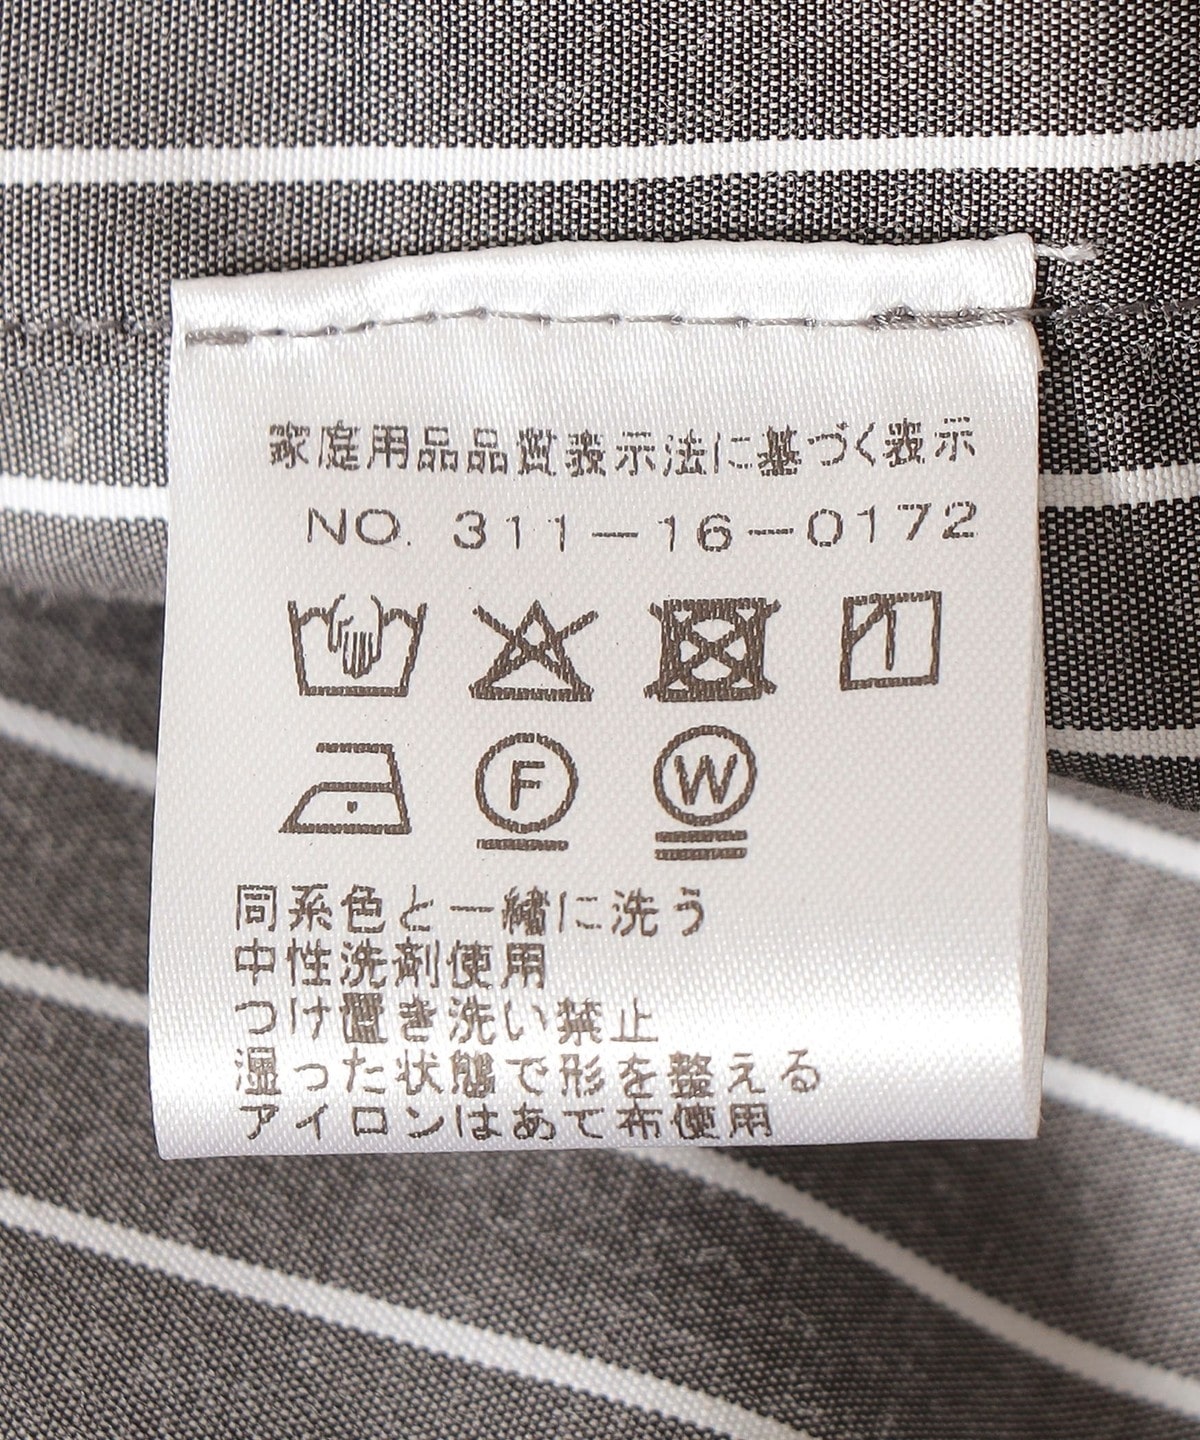 家庭用品品質表示法に基づく表示
NO. 311-16-0172
F W
同系色と一緒に洗う
中性洗剤使用
つけ置き洗い禁止
湿った状態で形を整える
アイロンはあて布使用